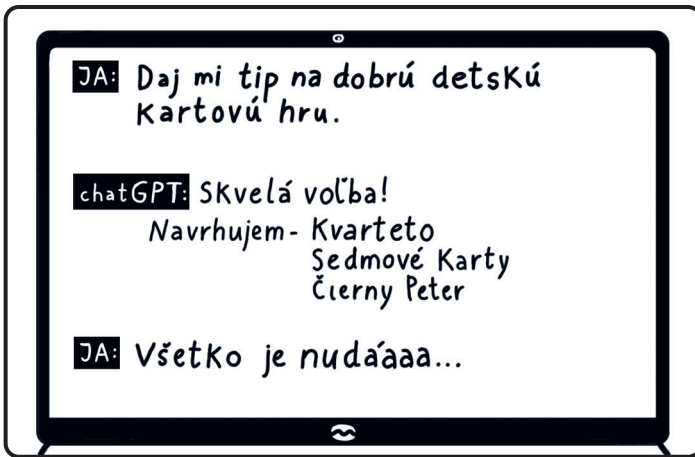 JA: Daj mi tip na dobrú detskú
kartovú hru.
chatGPT: Skvelá voľba!
Navrhujem - Kvarteto
Sedmové Karty
Čierny Peter
JA: Všetko je nudáaaa...